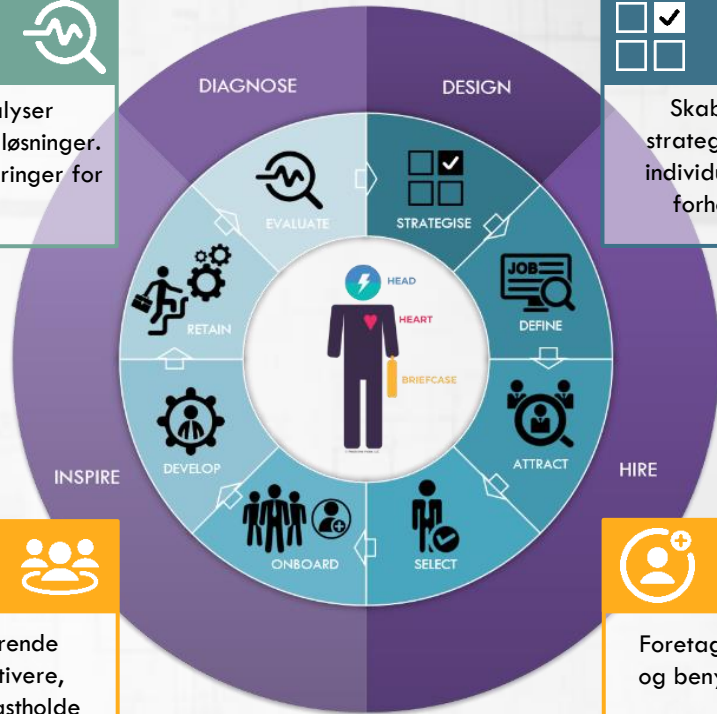 DIAGNOSE
DESIGN
HIRE
INSPIRE
EVALUATE
STRATEGISE
JOB
DEFINE
ATTRACT
SELECT
ONBOARD
DEVELOP
RETAIN
HEAD
HEART
BRIEFCASE
alyser
løsninger.
ringer for
Skab
strateg
individu
forh
rende
tivere,
astholde
Foretag
og beny